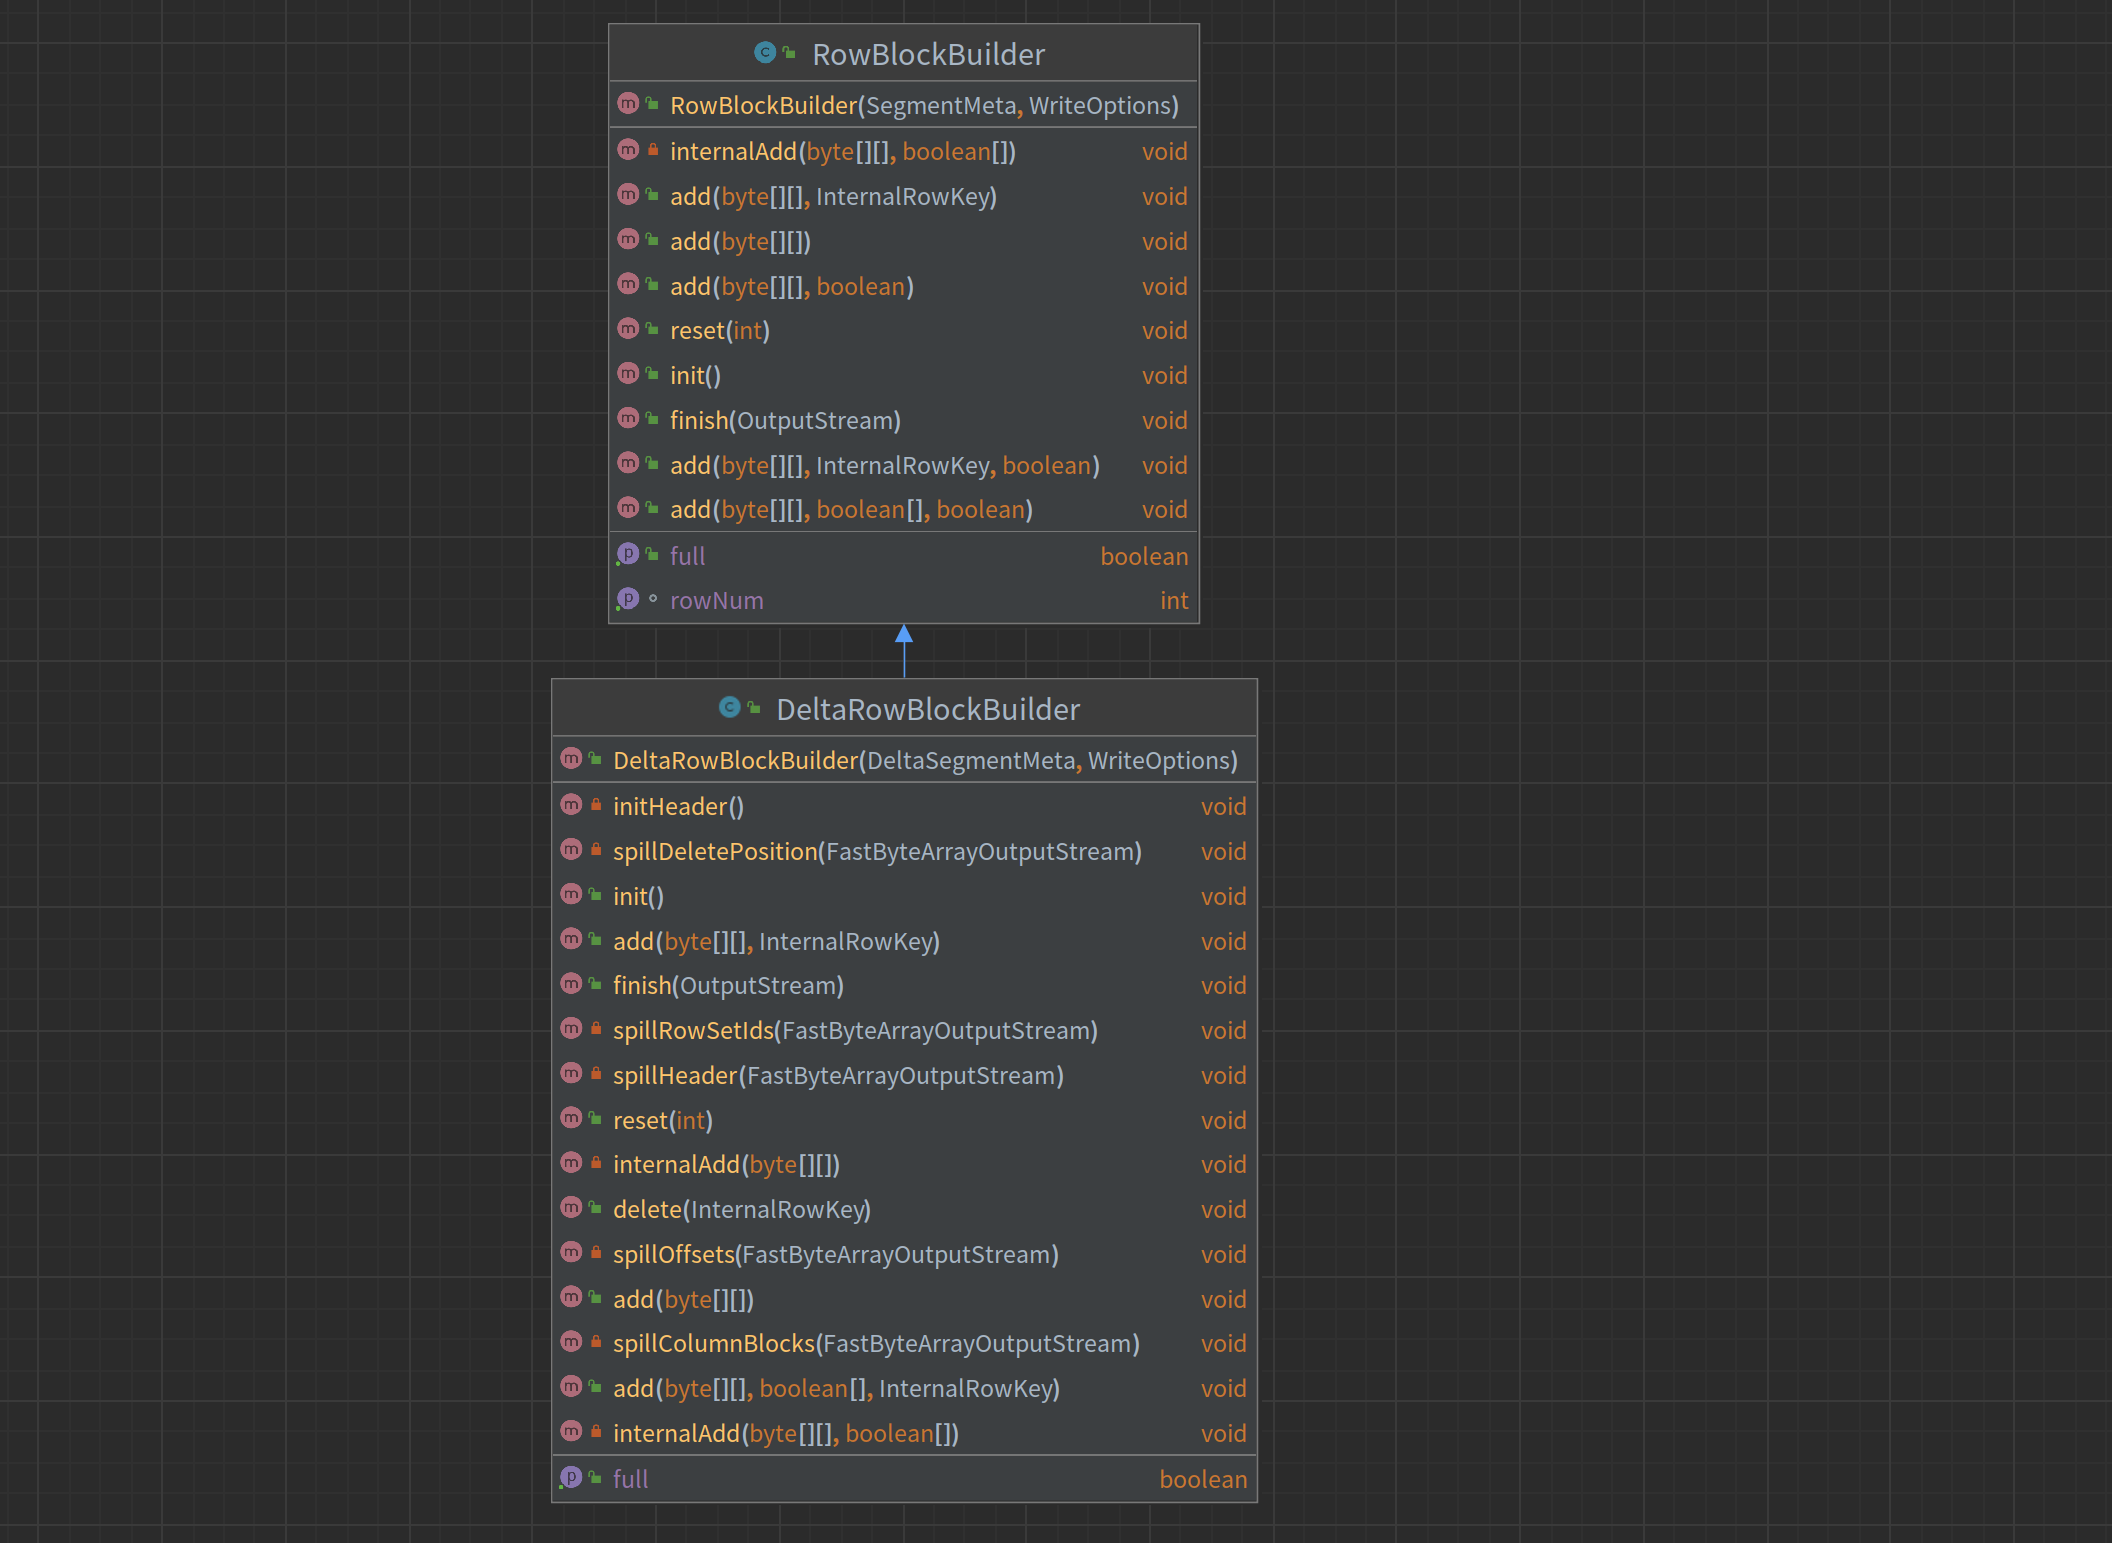 RowBlockBuilder
RowBlockBuilder(SegmentMeta, WriteOptions)
internalAdd(byte[][], boolean[]) void
add(byte[][], InternalRowKey) void
add(byte[][]) void
add(byte[][], boolean) void
reset(int) void
init() void
finish(OutputStream) void
add(byte[][], InternalRowKey, boolean) void
add(byte[][], boolean[], boolean) void
full boolean
rowNum int
DeltaRowBlockBuilder
DeltaRowBlockBuilder(DeltaSegmentMeta, WriteOptions)
initHeader() void
spillDeletePosition(FastByteArrayOutputStream) void
init() void
add(byte[][], InternalRowKey) void
finish(OutputStream) void
spillRowSetIds(FastByteArrayOutputStream) void
spillHeader(FastByteArrayOutputStream) void
reset(int) void
internalAdd(byte[][]) void
delete(InternalRowKey) void
spillOffsets(FastByteArrayOutputStream) void
add(byte[][]) void
spillColumnBlocks(FastByteArrayOutputStream) void
add(byte[][], boolean[], InternalRowKey) void
internalAdd(byte[][], boolean[]) void
full boolean